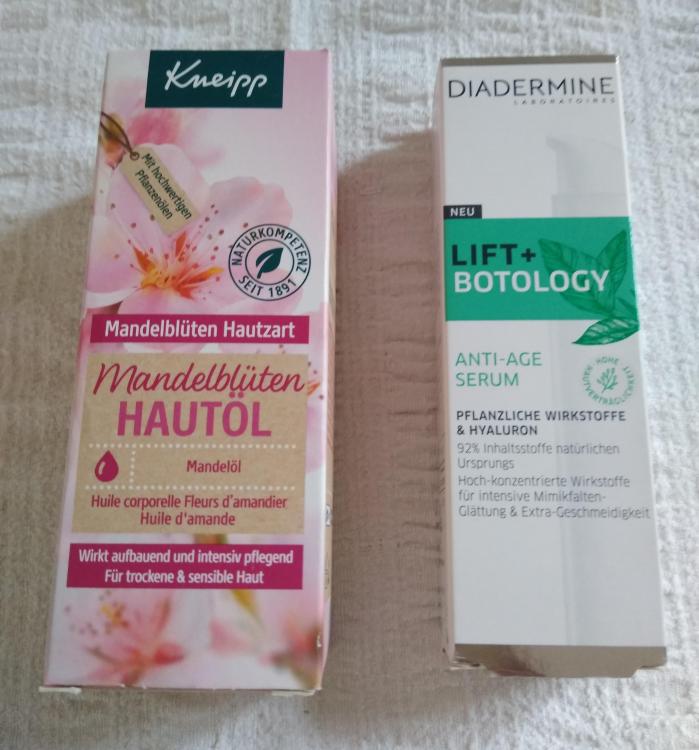 Kneipp
Mit hochwertigen
Pflanzenölen
NATURKOMPETENZ
SEIT 1891
Mandelblüten Hautzart
Mandelblüten
HAUTÖL
Mandelöl
Huile corporelle Fleurs d'amandier
Huile d'amande
Wirkt aufbauend und intensiv pflegend
Für trockene & sensible Haut
DIADERMINE
LABORATOIRES
NEU
LIFT+
BOTOLOGY
ANTI-AGE
SERUM
HOHE
HAUTVERTRÄGLICHKEIT
PFLANZLICHE WIRKSTOFFE
& HYALURON
92% Inhaltsstoffe natürlichen
Ursprungs
Hoch-konzentrierte Wirkstoffe
für intensive Mimikfalten-
Glättung & Extra-Geschmeidigkeit